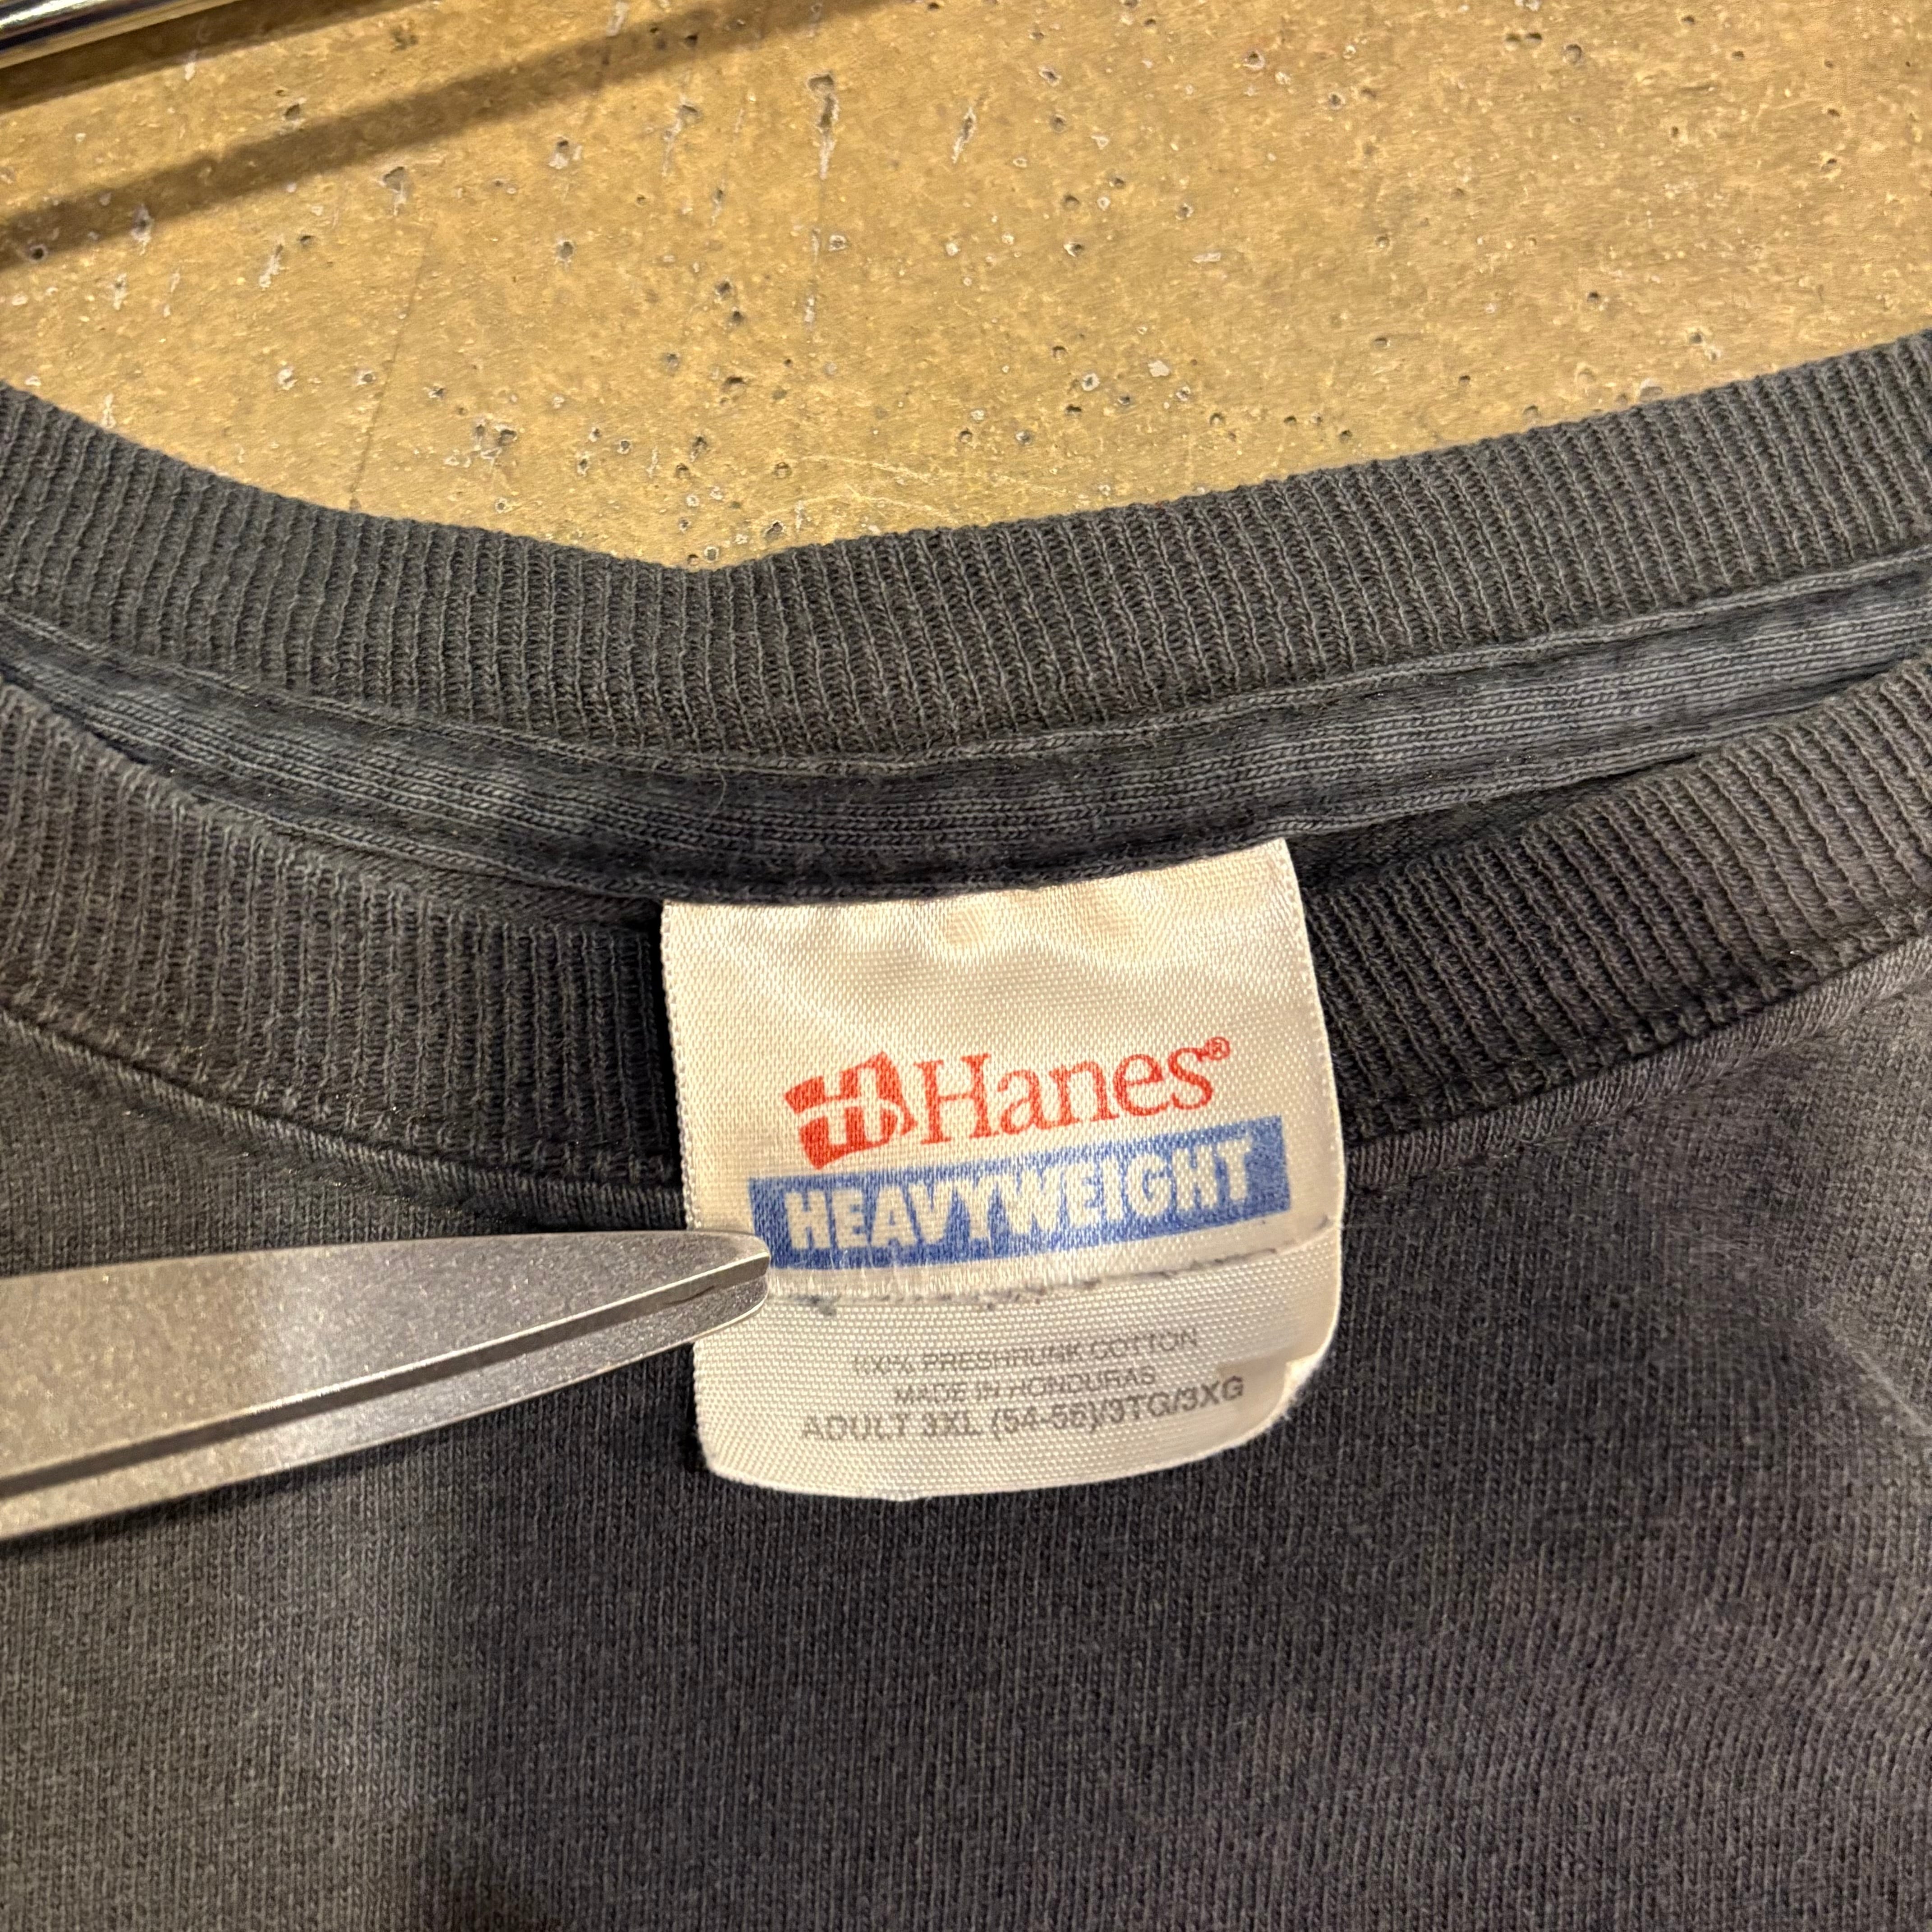 Hanes®
HEAVYWEIGHT
100% PRESHRUNK COTTON
MADE IN HONDURAS
ADULT 3XL (54-56)/3TG/3XG